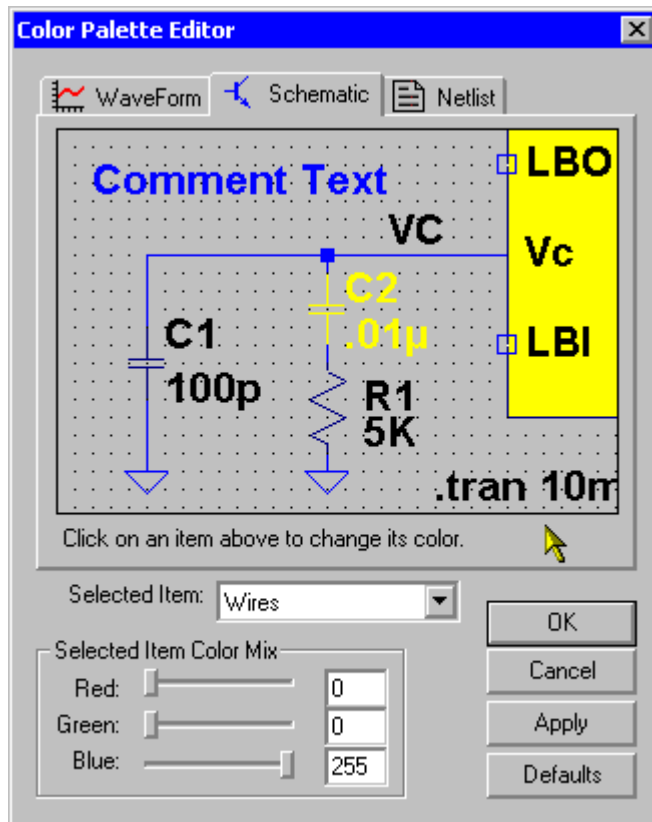 Color Palette Editor
WaveForm Schematic Netlist
Comment Text
LBO
VC
Vc
C2
.01µ
C1
100p
LBI
R1
5K
.tran 10m
Click on an item above to change its color.
Selected Item: Wires
OK
Selected Item Color Mix
Cancel
Red: 0
Green: 0
Apply
Blue: 255
Defaults